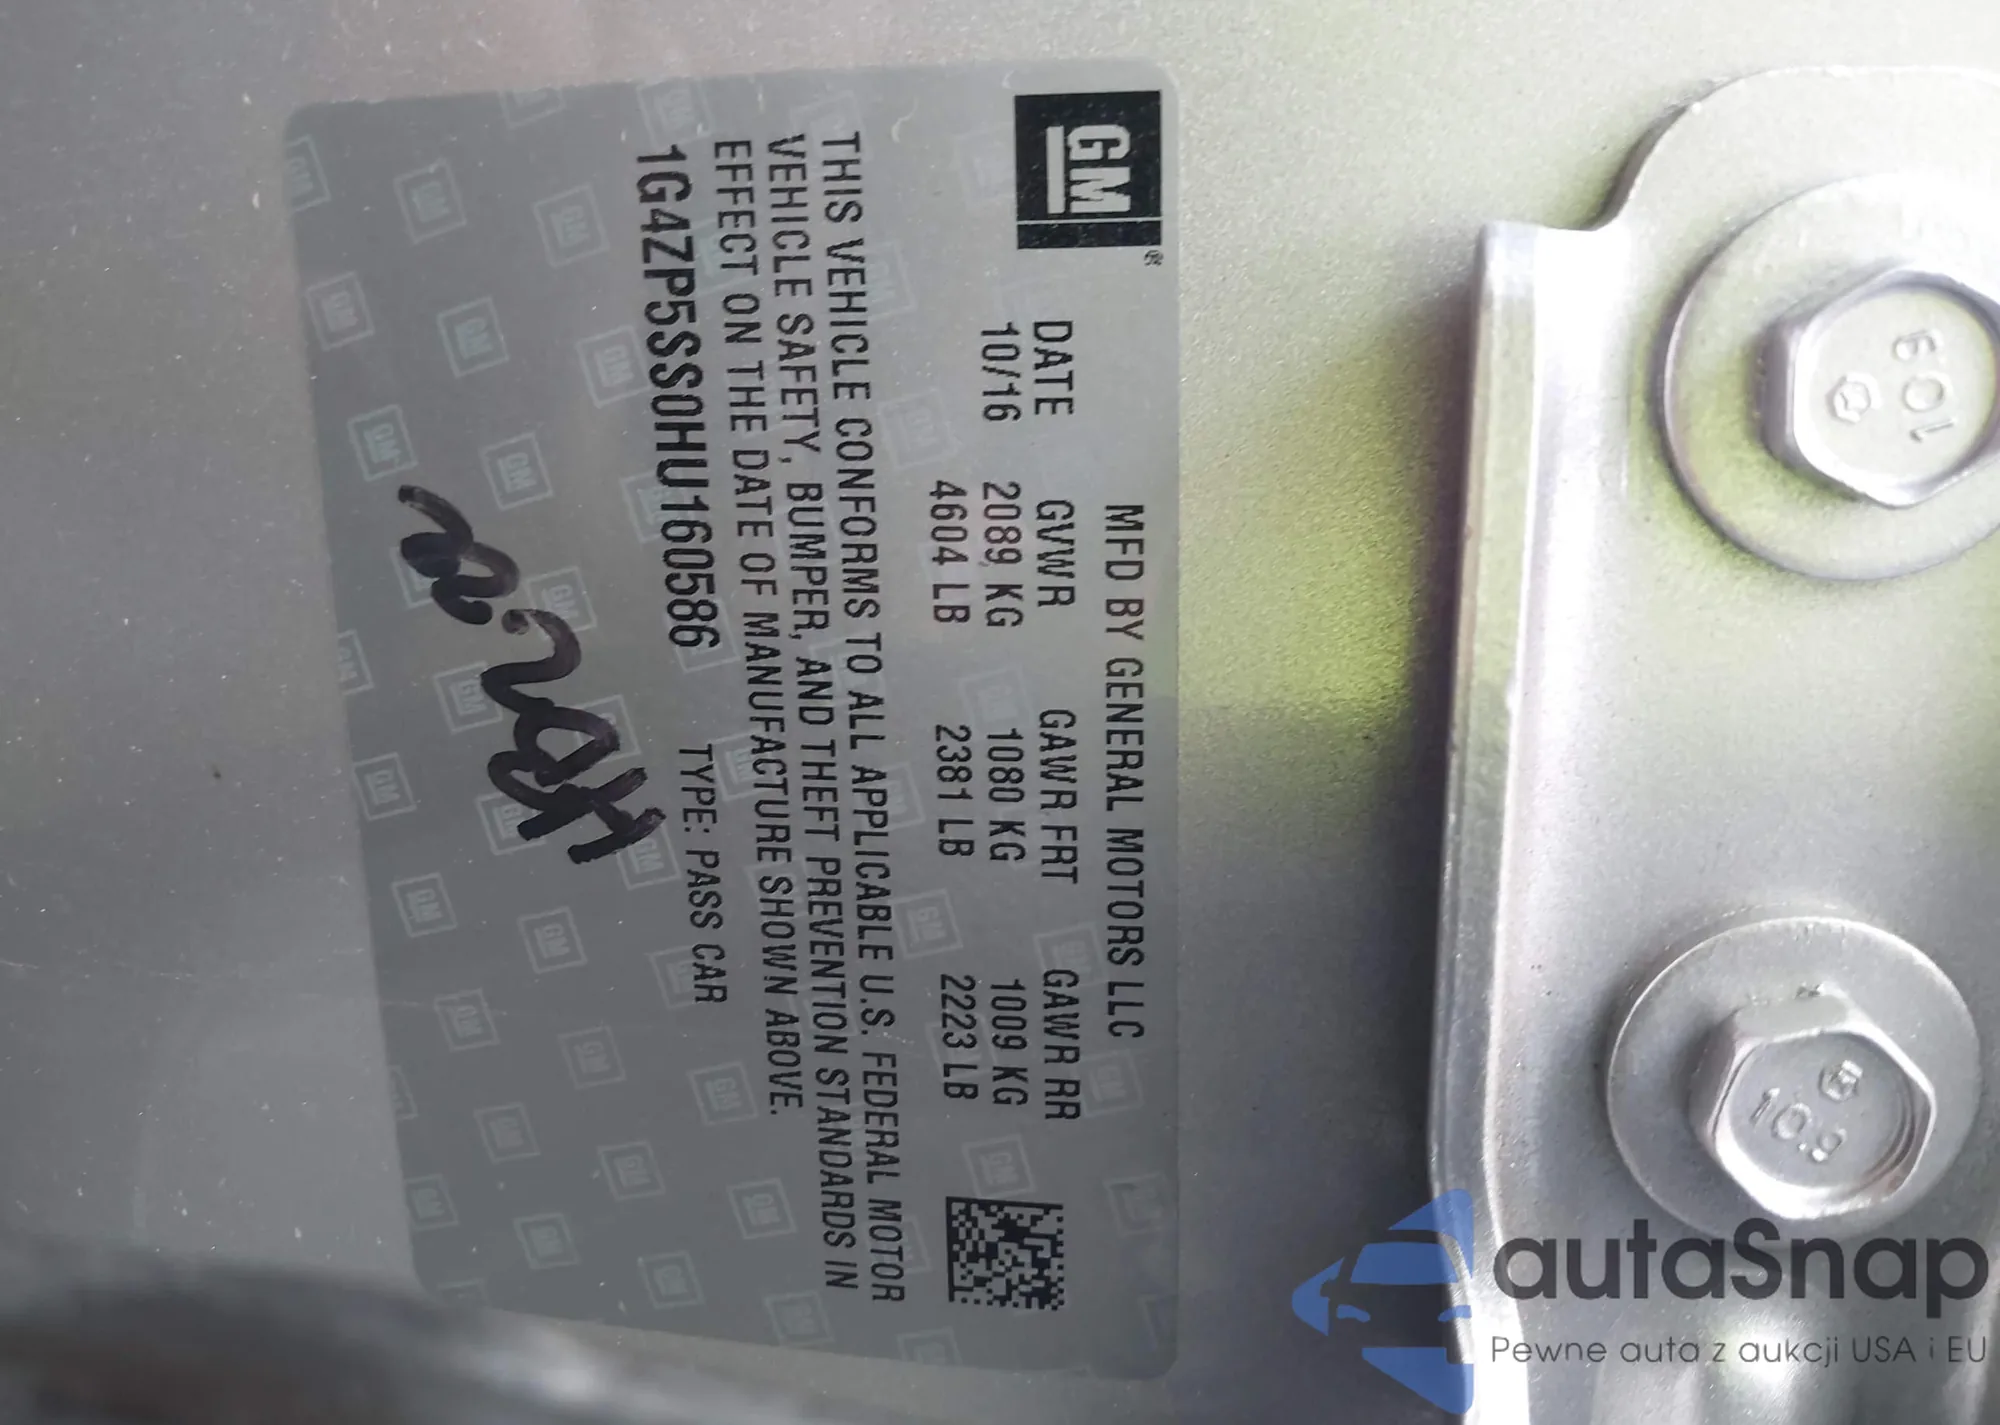 GM
®
MFD BY GENERAL MOTORS LLC
DATE GVWR GAWR FRT GAWR RR
10/16 2089 KG 1080 KG 1009 KG
4604 LB 2381 LB 2223 LB
THIS VEHICLE CONFORMS TO ALL APPLICABLE U.S. FEDERAL MOTOR
VEHICLE SAFETY, BUMPER, AND THEFT PREVENTION STANDARDS IN
EFFECT ON THE DATE OF MANUFACTURE SHOWN ABOVE.
1G4ZP5SS0HU160586 TYPE: PASS CAR
10.9
10.9
autaSnap
Pewne auta z aukcji USA i EU